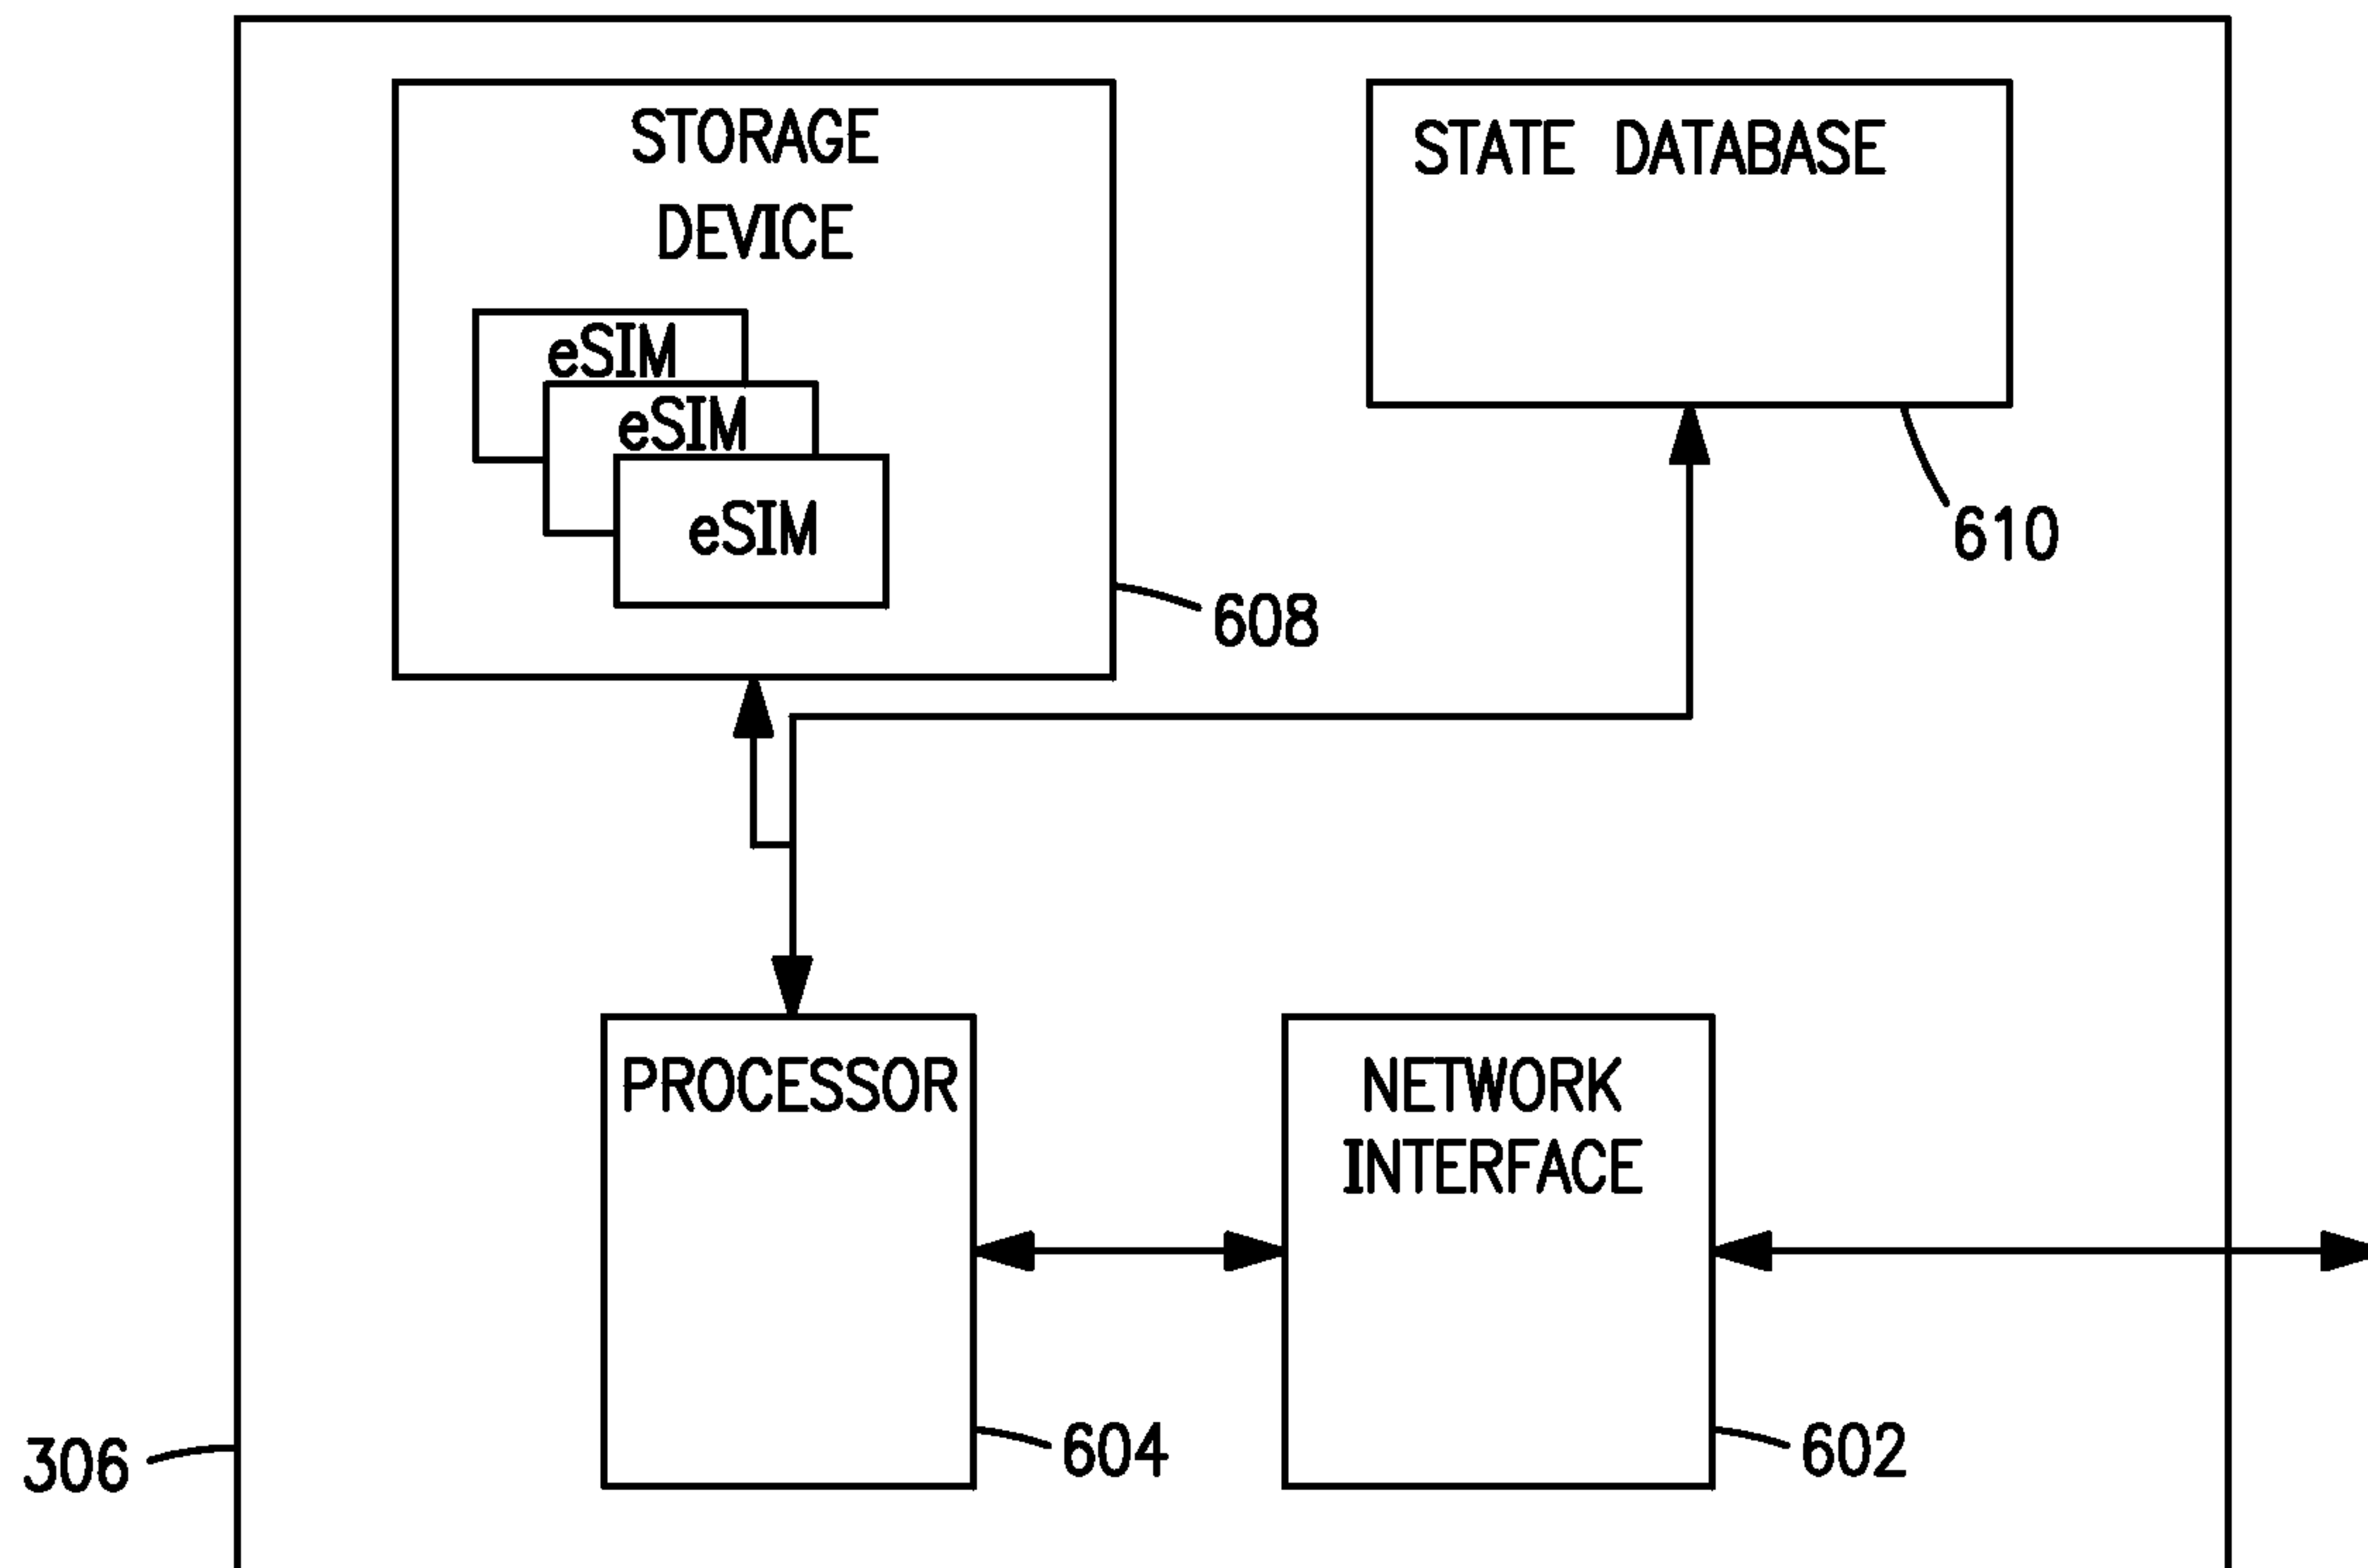 STORAGE
DEVICE
eSIM
eSIM
eSIM
608
STATE DATABASE
610
PROCESSOR
604
NETWORK
INTERFACE
602
306